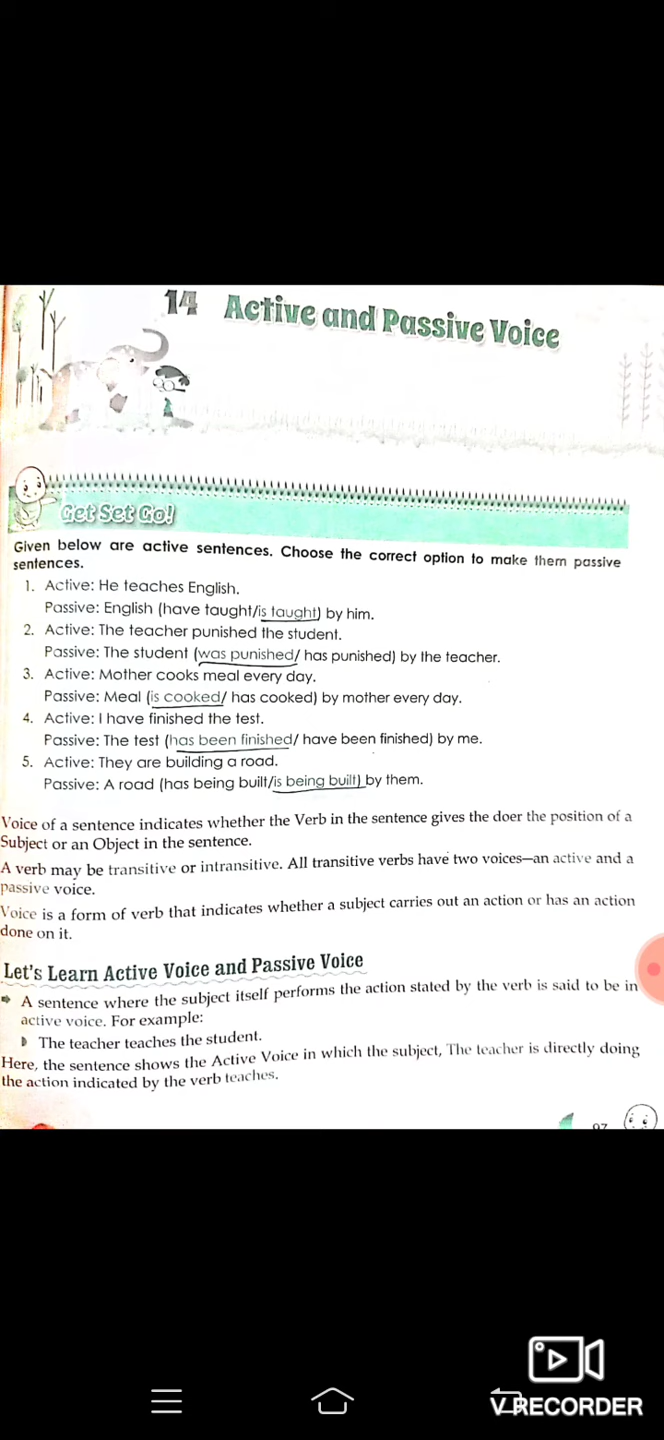 14 Active and Passive Voice
Get Set Go!
Given below are active sentences. Choose the correct option to make them passive
sentences.
1. Active: He teaches English.
Passive: English (have taught/is taught) by him.
2. Active: The teacher punished the student.
Passive: The student (was punished/ has punished) by the teacher.
3. Active: Mother cooks meal every day.
Passive: Meal (is cooked/ has cooked) by mother every day.
4. Active: I have finished the test.
Passive: The test (has been finished/ have been finished) by me.
5. Active: They are building a road.
Passive: A road (has being built/is being built) by them.
Voice of a sentence indicates whether the Verb in the sentence gives the doer the position of a
Subject or an Object in the sentence.
A verb may be transitive or intransitive. All transitive verbs have two voices—an active and a
passive voice.
Voice is a form of verb that indicates whether a subject carries out an action or has an action
done on it.
Let's Learn Active Voice and Passive Voice
A sentence where the subject itself performs the action stated by the verb is said to be in
active voice. For example:
The teacher teaches the student.
Here, the sentence shows the Active Voice in which the subject, The teacher is directly doing
the action indicated by the verb teaches.
V RECORDER